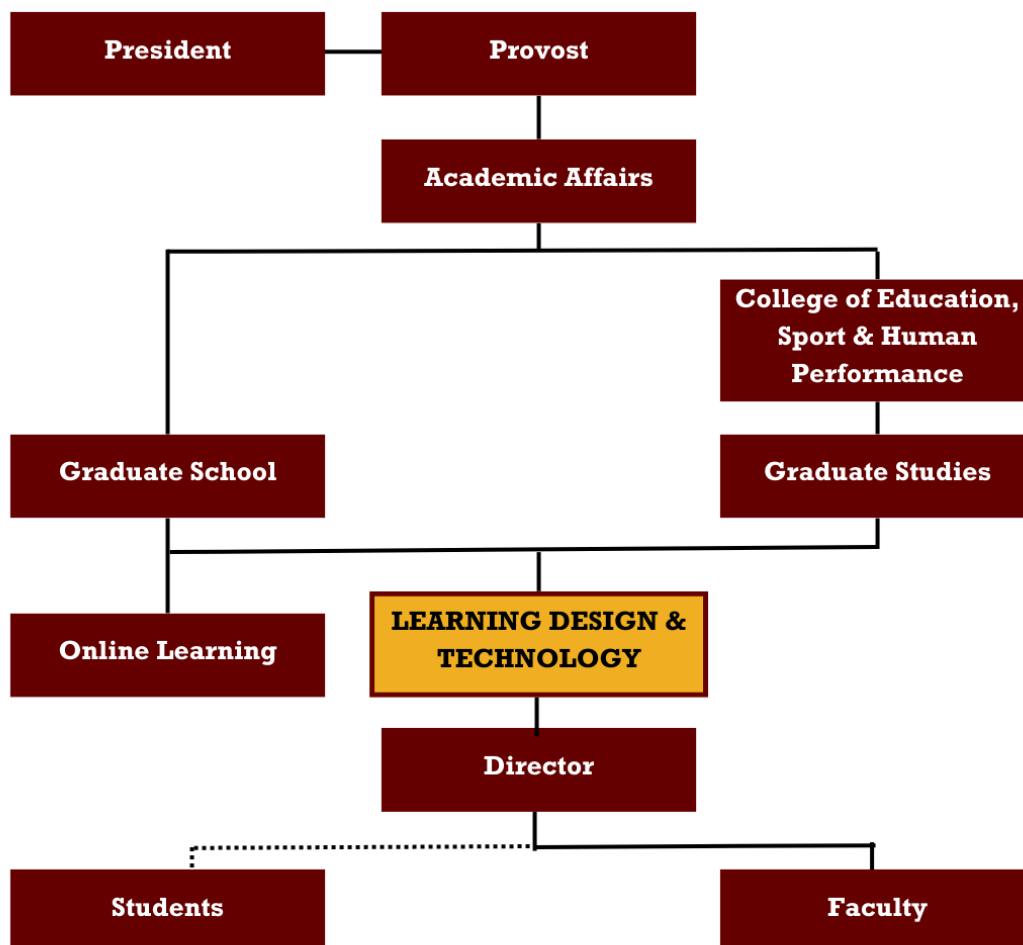 President
Provost
Academic Affairs
College of Education,
Sport & Human
Performance
Graduate School
Graduate Studies
Online Learning
LEARNING DESIGN &
TECHNOLOGY
Director
Students
Faculty